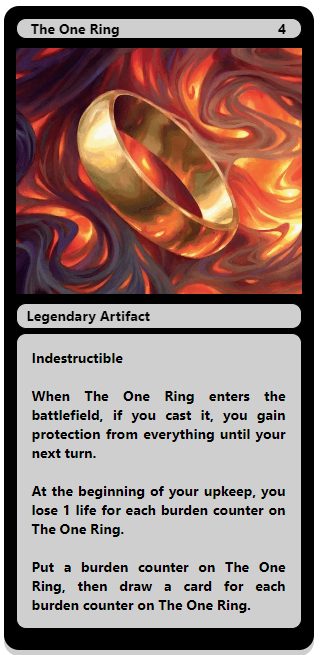 The One Ring 4
Legendary Artifact
Indestructible
When The One Ring enters the
battlefield, if you cast it, you gain
protection from everything until your
next turn.
At the beginning of your upkeep, you
lose 1 life for each burden counter on
The One Ring.
Put a burden counter on The One
Ring, then draw a card for each
burden counter on The One Ring.